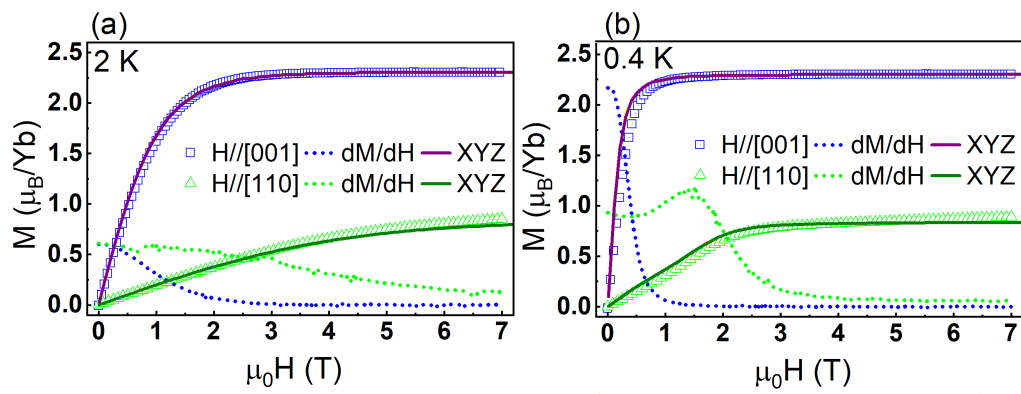 (a)
2 K
2.5
2.0
1.5
1.0
0.5
0.0
M (μB/Yb)
H//[001] dM/dH XYZ
H//[110] dM/dH XYZ
0 1 2 3 4 5 6 7
μ0H (T)
(b)
0.4 K
2.5
2.0
1.5
1.0
0.5
0.0
M (μB/Yb)
H//[001] dM/dH XYZ
H//[110] dM/dH XYZ
0 1 2 3 4 5 6 7
μ0H (T)